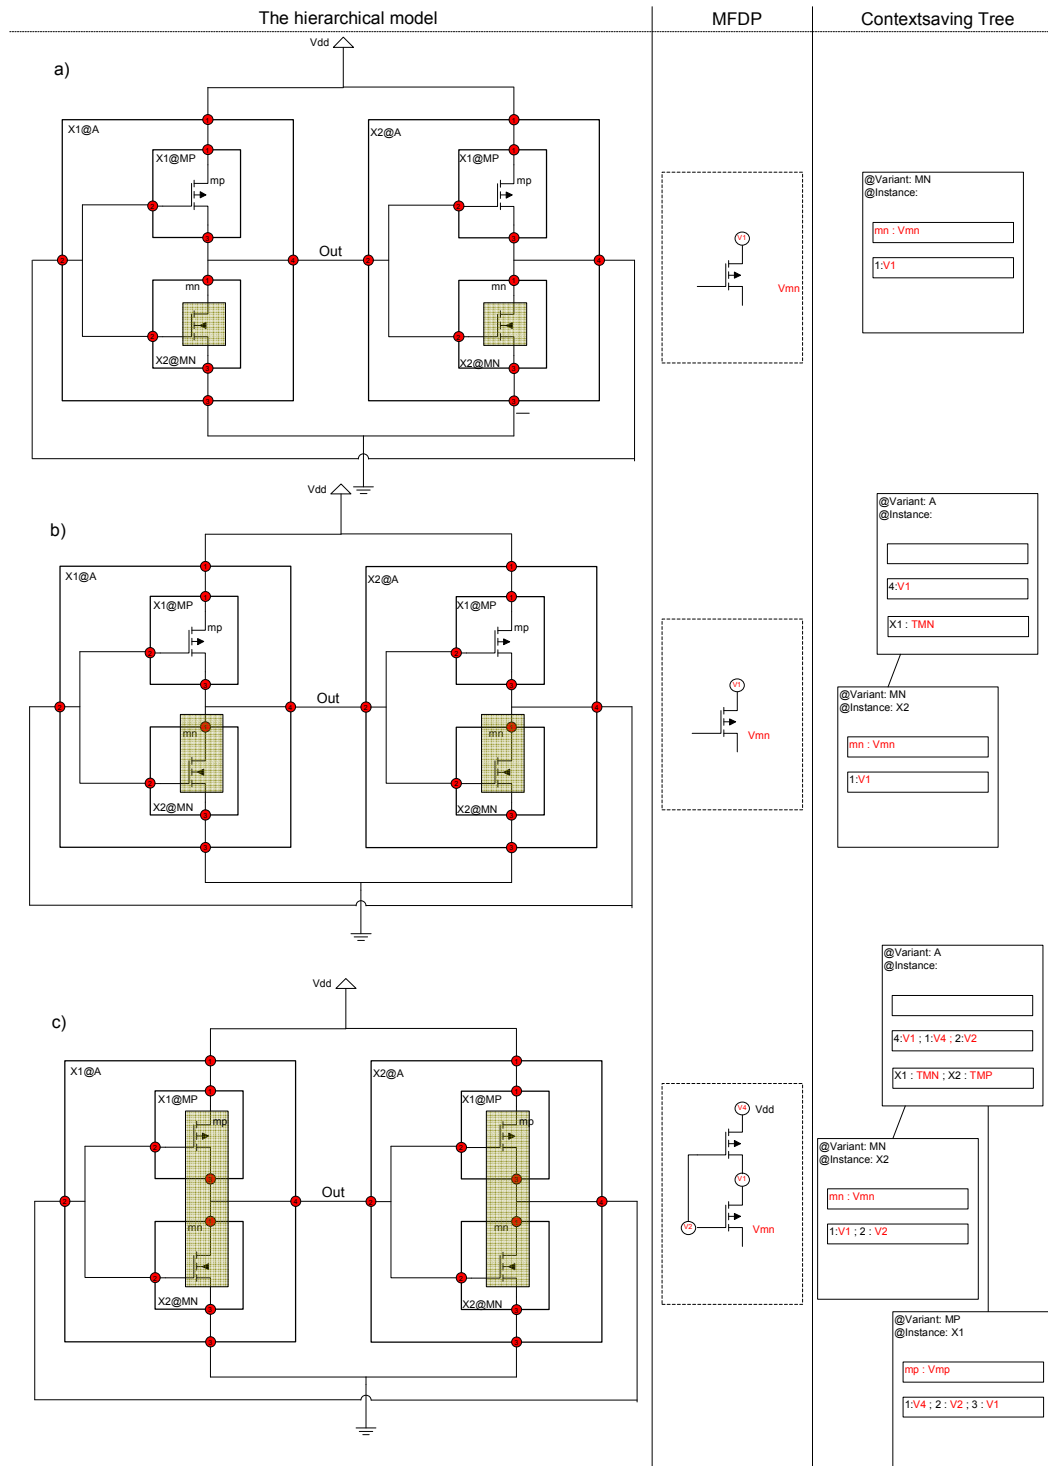 The hierarchical model
MFDP
Contextsaving Tree
Vdd
a)
X1@A
X2@A
X1@MP
mp
X1@MP
mp
Out
mn
mn
X2@MN
X2@MN
V1
Vmn
@Variant: MN
@Instance:
mn : Vmn
1:V1
Vdd
b)
X1@A
X2@A
X1@MP
mp
X1@MP
mp
Out
mn
mn
X2@MN
X2@MN
V1
Vmn
@Variant: A
@Instance:
4:V1
X1 : TMN
@Variant: MN
@Instance: X2
mn : Vmn
1:V1
Vdd
c)
X1@A
X2@A
X1@MP
mp
X1@MP
mp
Out
mn
mn
X2@MN
X2@MN
V4
Vdd
V1
V2
Vmn
@Variant: A
@Instance:
4:V1 ; 1:V4 ; 2:V2
X1 : TMN ; X2 : TMP
@Variant: MN
@Instance: X2
mn : Vmn
1:V1 ; 2 : V2
@Variant: MP
@Instance: X1
mp : Vmp
1:V4 ; 2 : V2 ; 3 : V1